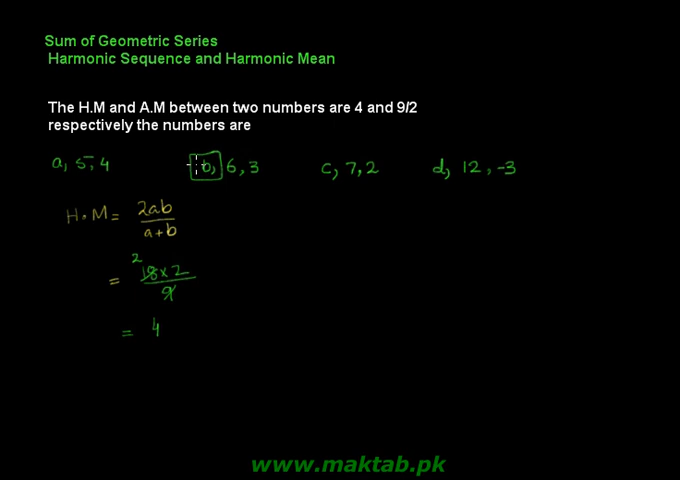 Sum of Geometric Series
Harmonic Sequence and Harmonic Mean
The H.M and A.M between two numbers are 4 and 9/2
respectively the numbers are
a, 5, 4 b, 6, 3 c, 7, 2 d, 12, -3
H.M = 2ab / a+b
= 2 18 x 2 / 9
= 4
www.maktab.pk